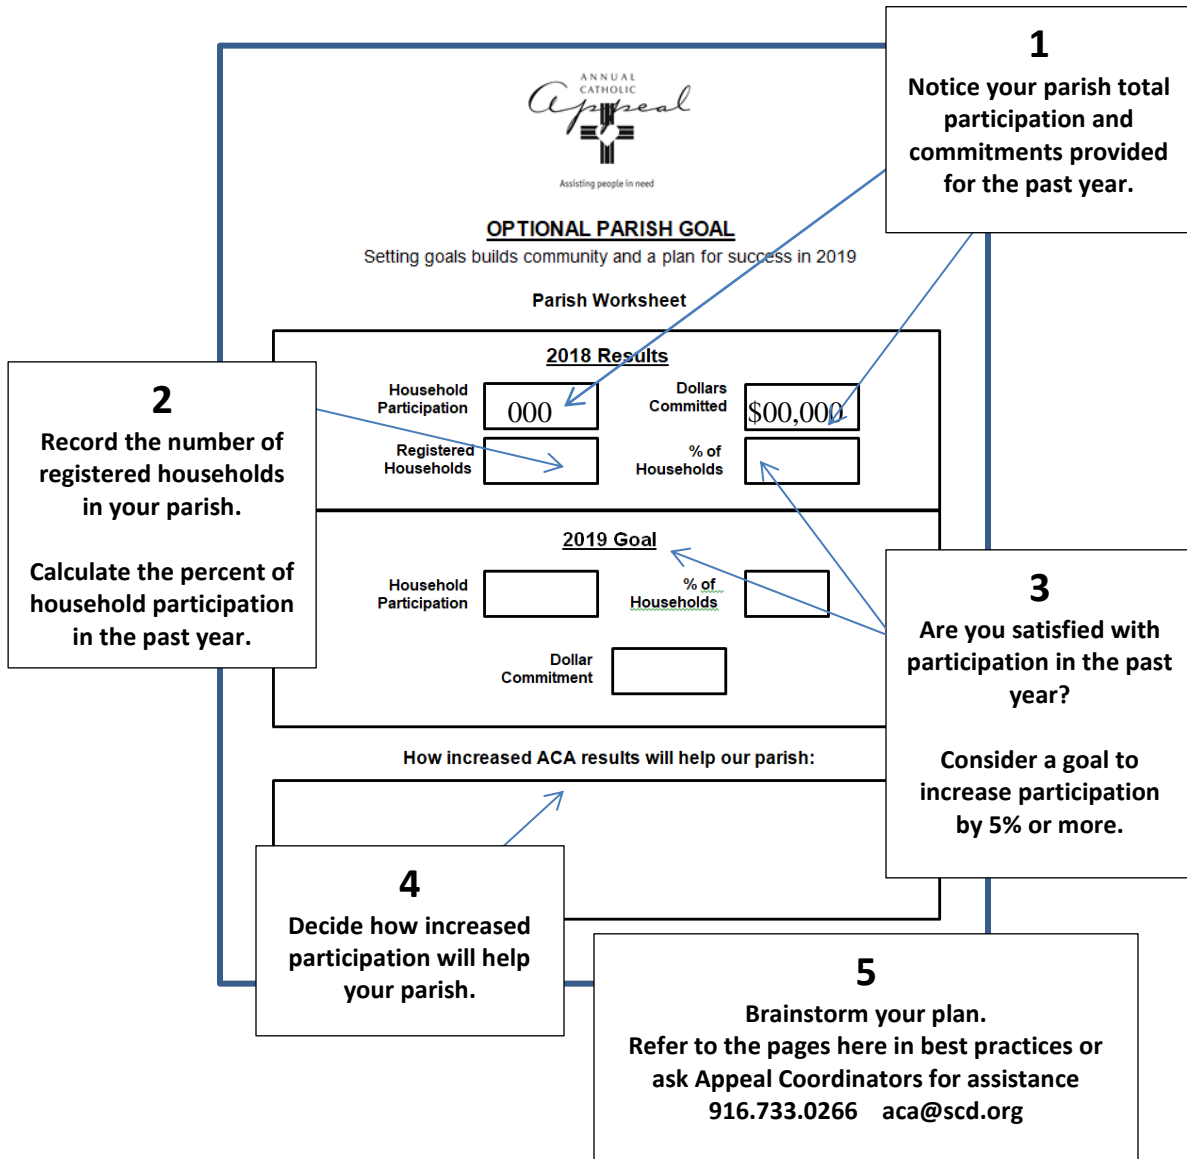 1
Notice your parish total
participation and
commitments provided
for the past year.
ANNUAL
CATHOLIC
Appeal
Assisting people in need
OPTIONAL PARISH GOAL
Setting goals builds community and a plan for success in 2019
Parish Worksheet
2018 Results
Household
Participation
000
Dollars
Committed
$00,000
Registered
Households
% of
Households
2
Record the number of
registered households
in your parish.
Calculate the percent of
household participation
in the past year.
2019 Goal
Household
Participation
% of
Households
Dollar
Commitment
3
Are you satisfied with
participation in the past
year?
Consider a goal to
increase participation
by 5% or more.
How increased ACA results will help our parish:
4
Decide how increased
participation will help
your parish.
5
Brainstorm your plan.
Refer to the pages here in best practices or
ask Appeal Coordinators for assistance
916.733.0266 aca@scd.org